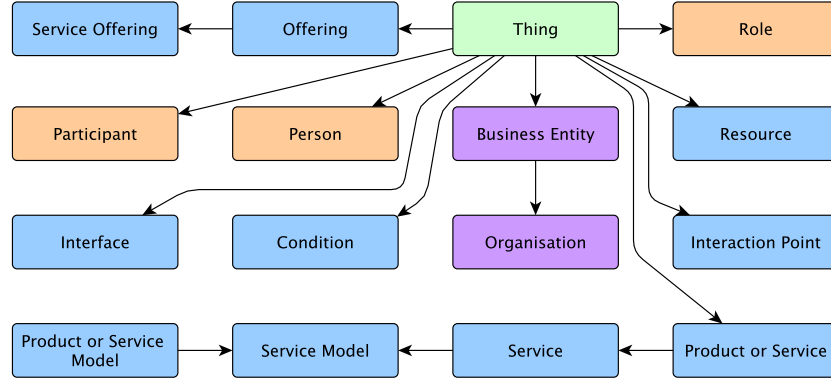 Service Offering
Offering
Thing
Role
Participant
Person
Business Entity
Resource
Interface
Condition
Organisation
Interaction Point
Product or Service
Model
Service Model
Service
Product or Service